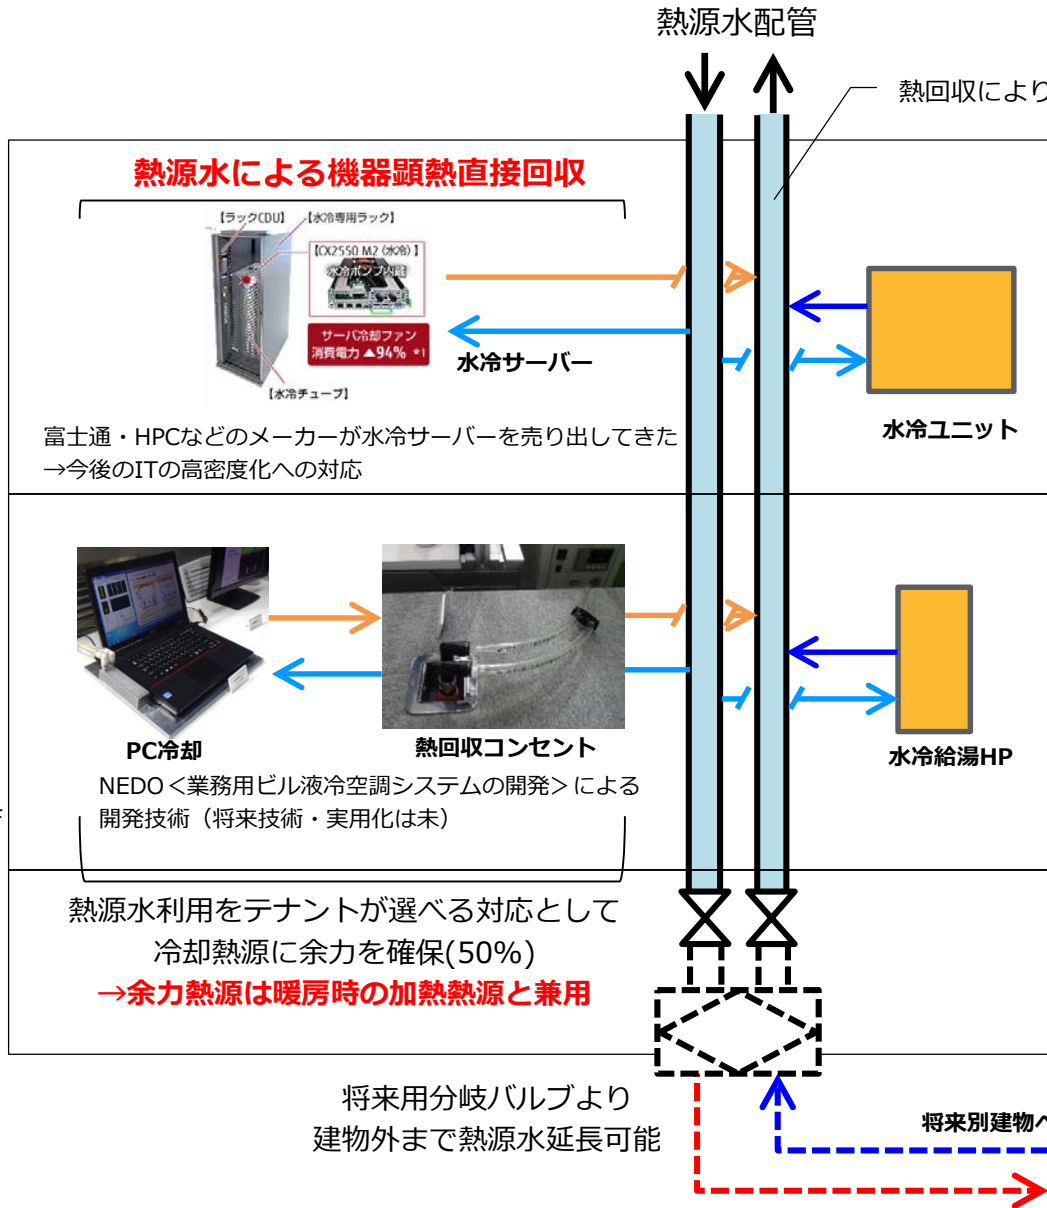 熱源水配管
熱回収により
熱源水による機器顕熱直接回収
【ラックCDU】
【水冷専用ラック】
【CX2550 M2 (水冷) 】
水冷ポンプ内蔵
サーバ冷却ファン
消費電力 ▲94% *1
【水冷チューブ】
水冷サーバー
水冷ユニット
富士通・HPCなどのメーカーが水冷サーバーを売り出してきた
→今後のITの高密度化への対応
PC冷却
熱回収コンセント
水冷給湯HP
NEDO<業務用ビル液冷空調システムの開発>による
開発技術（将来技術・実用化は未）
熱源水利用をテナントが選べる対応として
冷却熱源に余力を確保(50%)
→余力熱源は暖房時の加熱熱源と兼用
将来用分岐バルブより
建物外まで熱源水延長可能
将来別建物へ